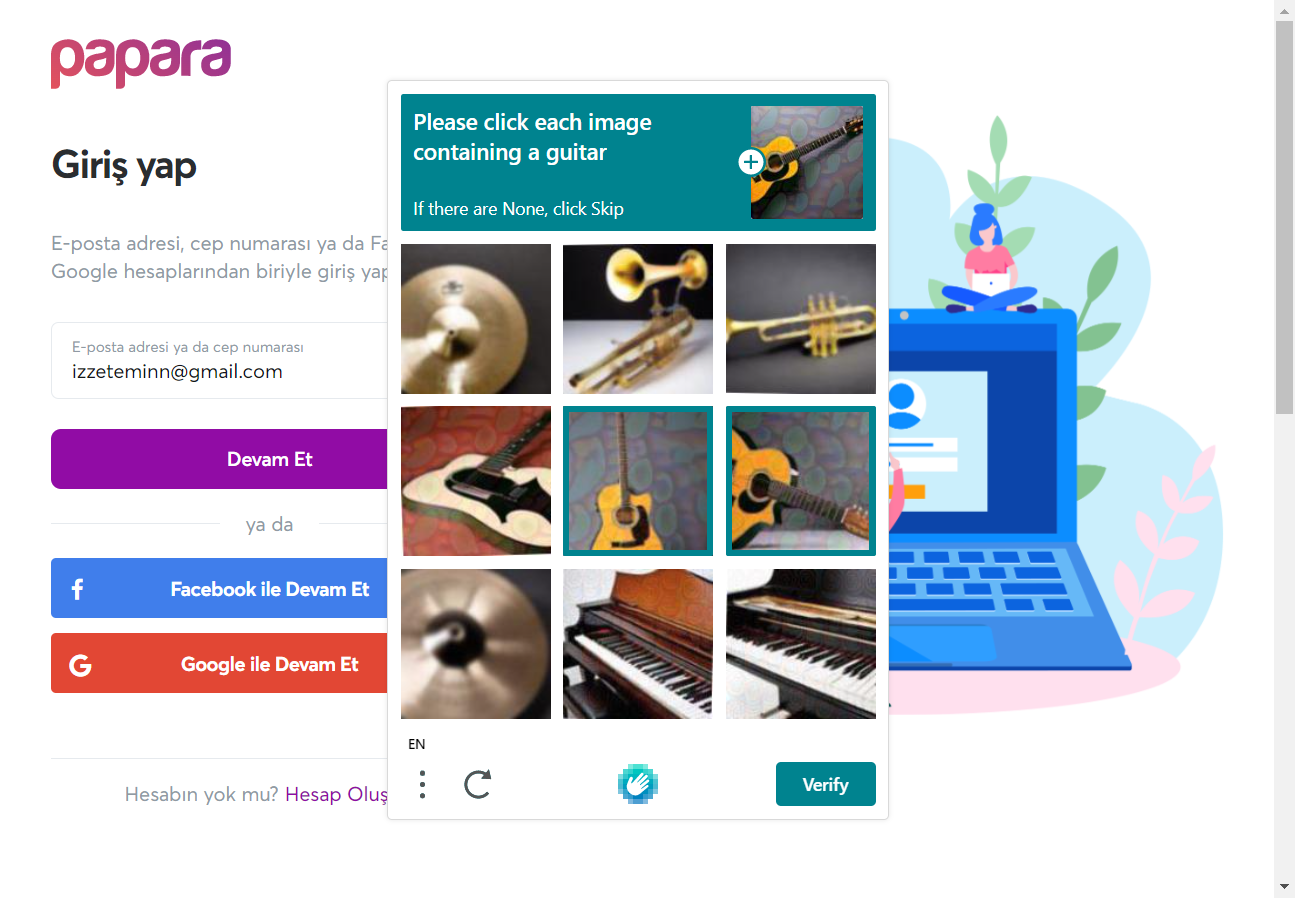 papara
Giriş yap
E-posta adresi, cep numarası ya da Fa
Google hesaplarından biriyle giriş yap
E-posta adresi ya da cep numarası
izzeteminn@gmail.com
Devam Et
ya da
Facebook ile Devam Et
Google ile Devam Et
Hesabın yok mu? Hesap Oluş
Please click each image
containing a guitar
If there are None, click Skip
EN
Verify